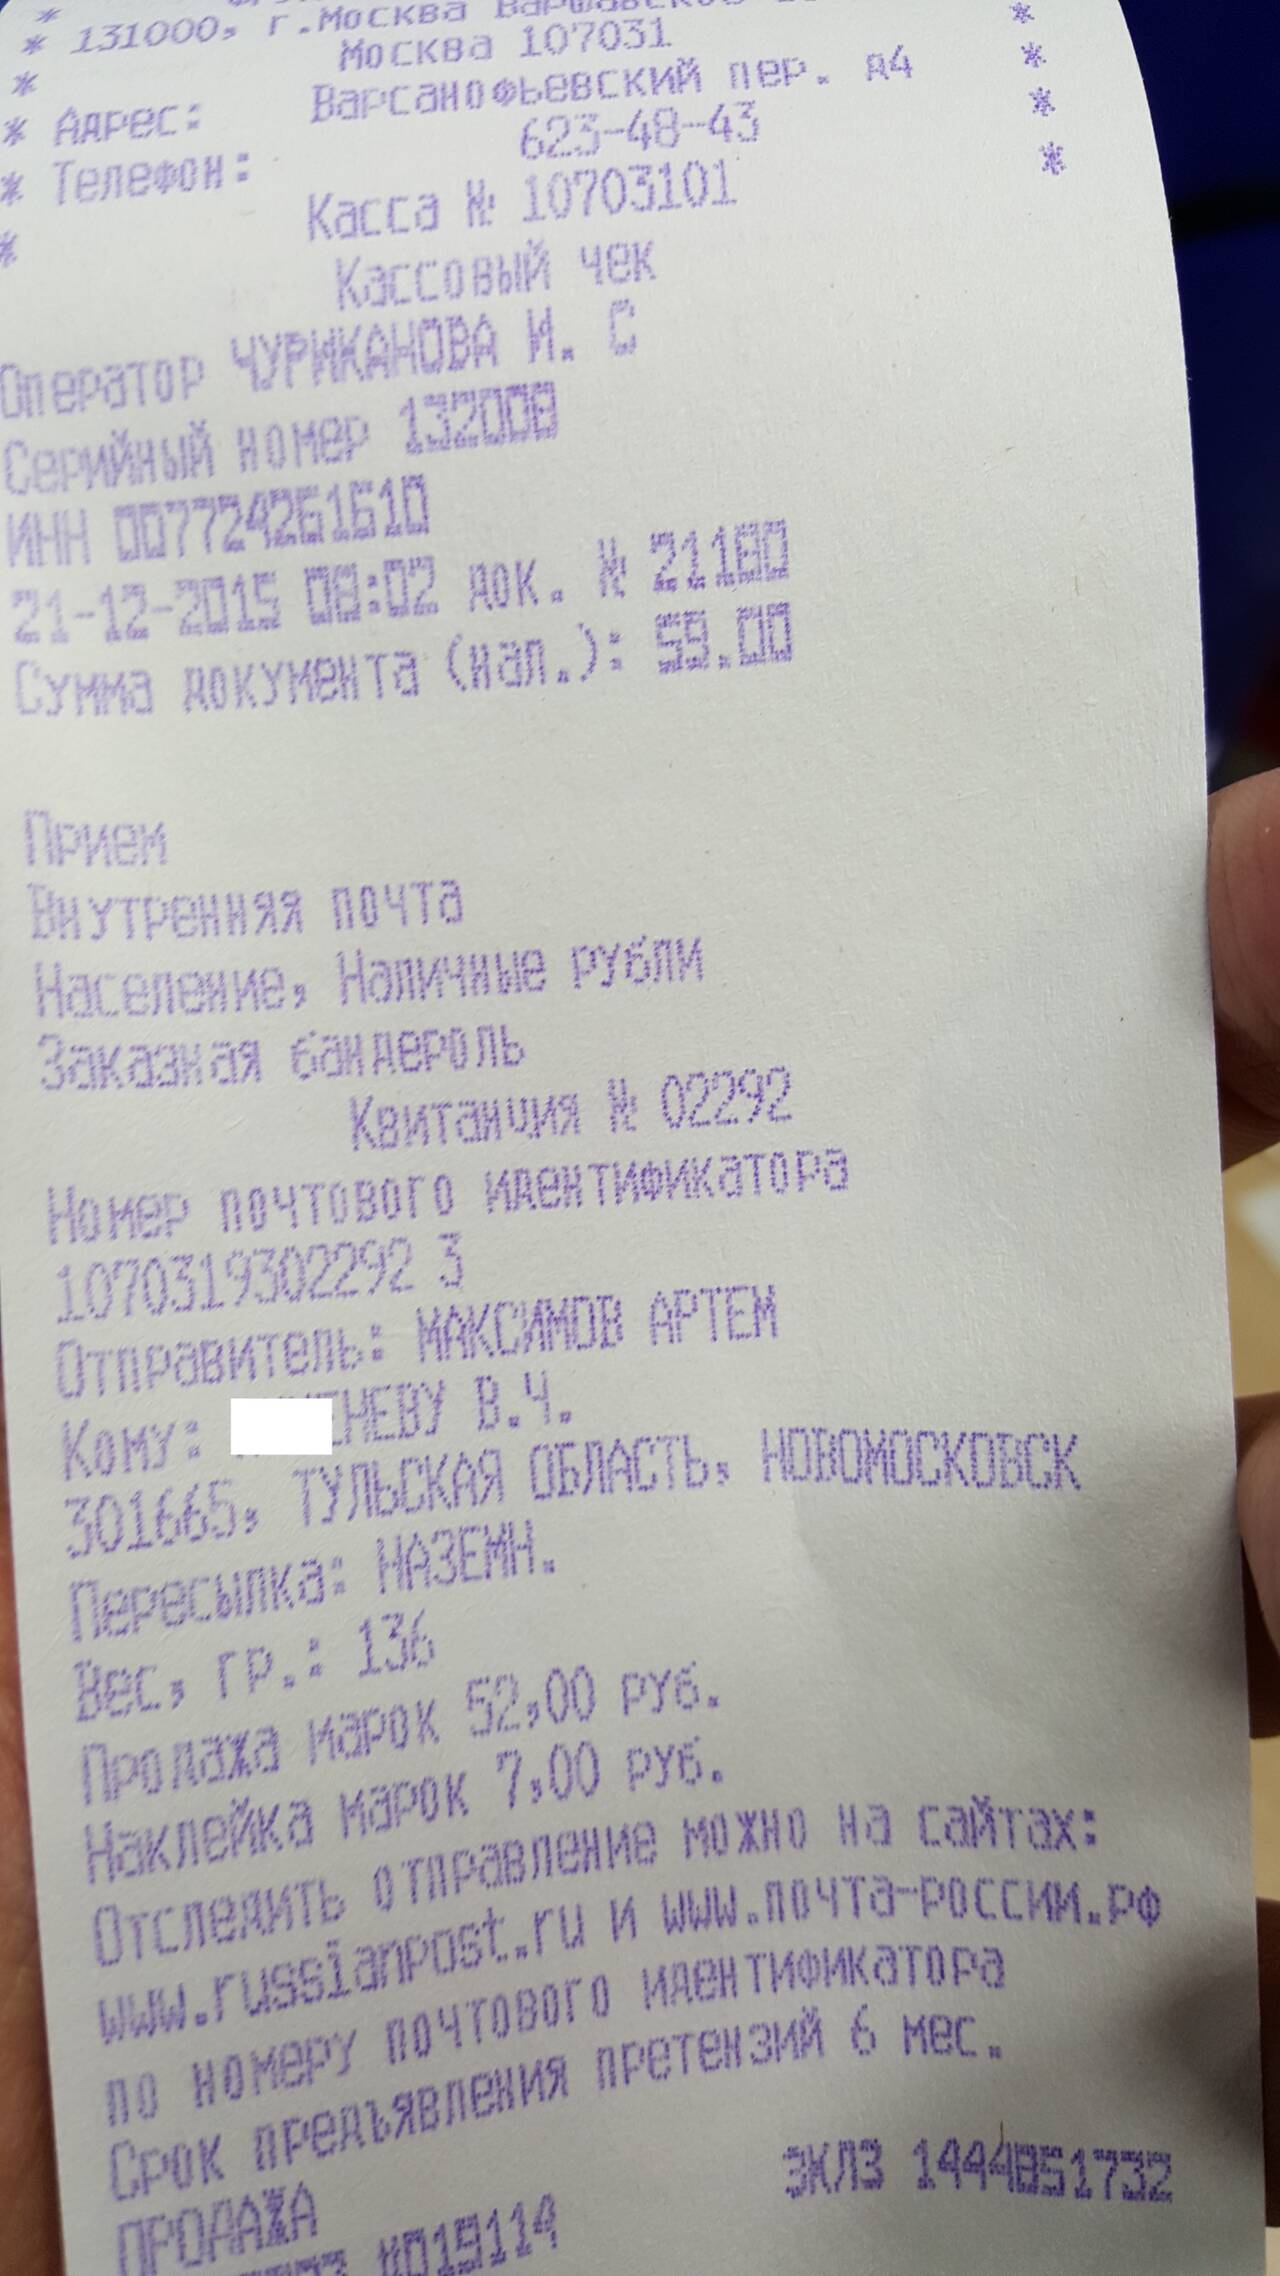 * 131000, г.Москва Варшавское
* Москва 107031 *
* Адрес: Варсанофьевский пер. д4 *
* Телефон: 623-48-43 *
* Касса № 10703101 *
Кассовый чек
Оператор ЧУРИКАНОВА И. С
Серийный номер 132008
ИНН 007724261610
21-12-2015 08:02 док. № 21180
Сумма документа (нал.): 59.00
Прием
Внутренняя почта
Население, Наличные рубли
Заказная бандероль
Квитанция № 02292
Номер почтового идентификатора
1070319302292 3
Отправитель: МАКСИМОВ АРТЕМ
Кому: ЕНЕВУ В.Ч.
301665, ТУЛЬСКАЯ ОБЛАСТЬ, НОВОМОСКОВСК
Пересылка: НАЗЕМН.
Вес, гр.: 136
Продажа марок 52,00 руб.
Наклейка марок 7,00 руб.
Отследить отправление можно на сайтах:
www.russianpost.ru и www.почта-россии.рф
по номеру почтового идентификатора
Срок предъявления претензий 6 мес.
ПРОДАЖА ЭКЛЗ 1444851732
#019114